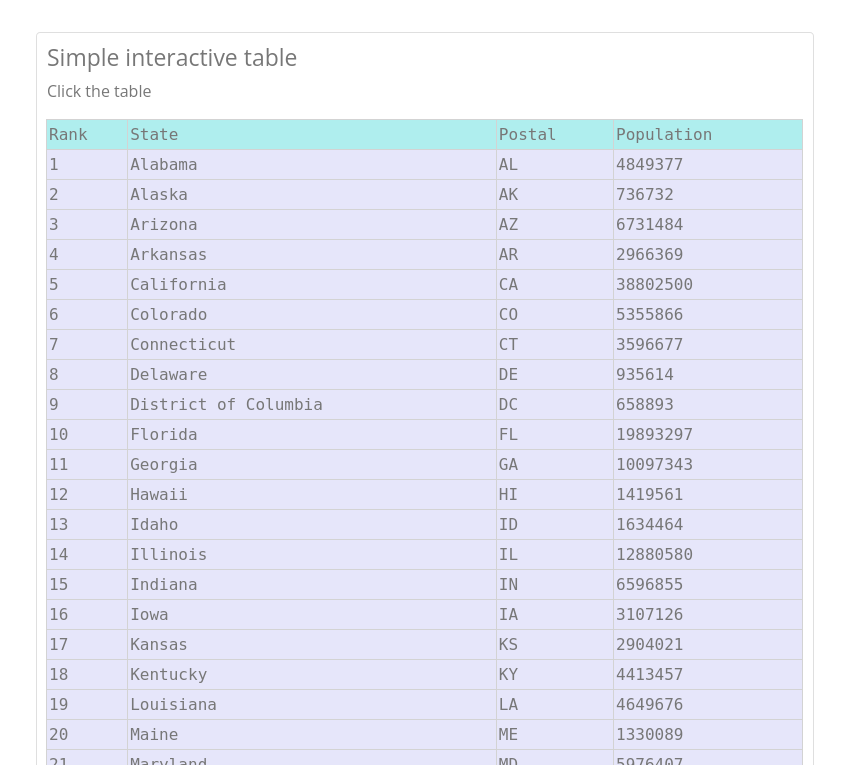 Simple interactive table
Click the table
Rank State Postal Population
1 Alabama AL 4849377
2 Alaska AK 736732
3 Arizona AZ 6731484
4 Arkansas AR 2966369
5 California CA 38802500
6 Colorado CO 5355866
7 Connecticut CT 3596677
8 Delaware DE 935614
9 District of Columbia DC 658893
10 Florida FL 19893297
11 Georgia GA 10097343
12 Hawaii HI 1419561
13 Idaho ID 1634464
14 Illinois IL 12880580
15 Indiana IN 6596855
16 Iowa IA 3107126
17 Kansas KS 2904021
18 Kentucky KY 4413457
19 Louisiana LA 4649676
20 Maine ME 1330089
21 Maryland MD 5976407